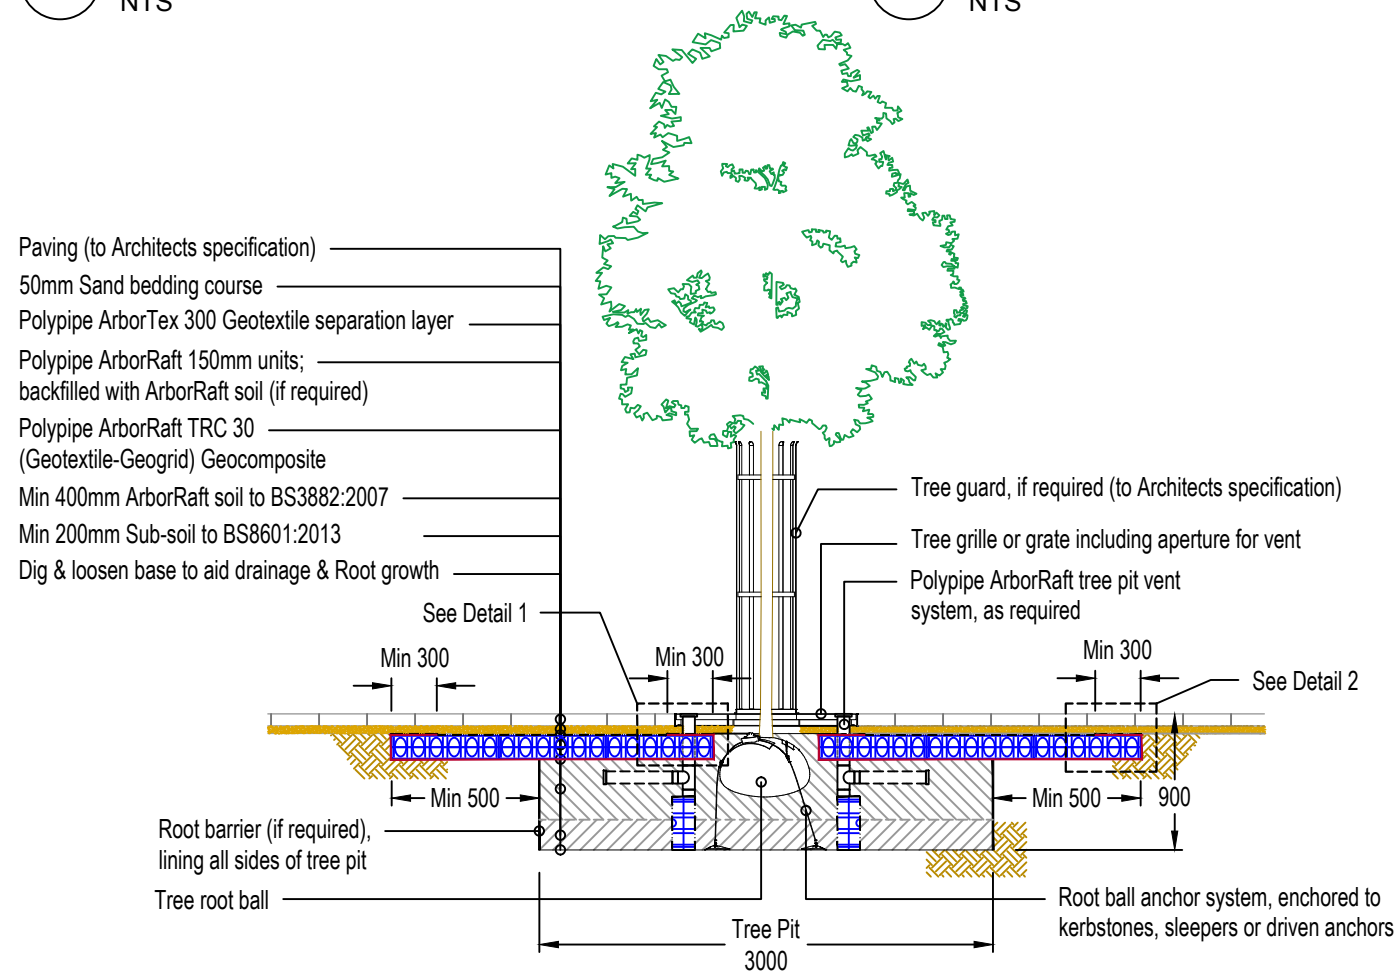 NTS
NTS
Paving (to Architects specification)
50mm Sand bedding course
Polypipe ArborTex 300 Geotextile separation layer
Polypipe ArborRaft 150mm units;
backfilled with ArborRaft soil (if required)
Polypipe ArborRaft TRC 30
(Geotextile-Geogrid) Geocomposite
Min 400mm ArborRaft soil to BS3882:2007
Min 200mm Sub-soil to BS8601:2013
Dig & loosen base to aid drainage & Root growth
See Detail 1
Tree guard, if required (to Architects specification)
Tree grille or grate including aperture for vent
Polypipe ArborRaft tree pit vent
system, as required
Min 300
Min 300
Min 300
See Detail 2
Min 500
Min 500
900
Root barrier (if required),
lining all sides of tree pit
Tree root ball
Root ball anchor system, enchored to
kerbstones, sleepers or driven anchors
Tree Pit
3000